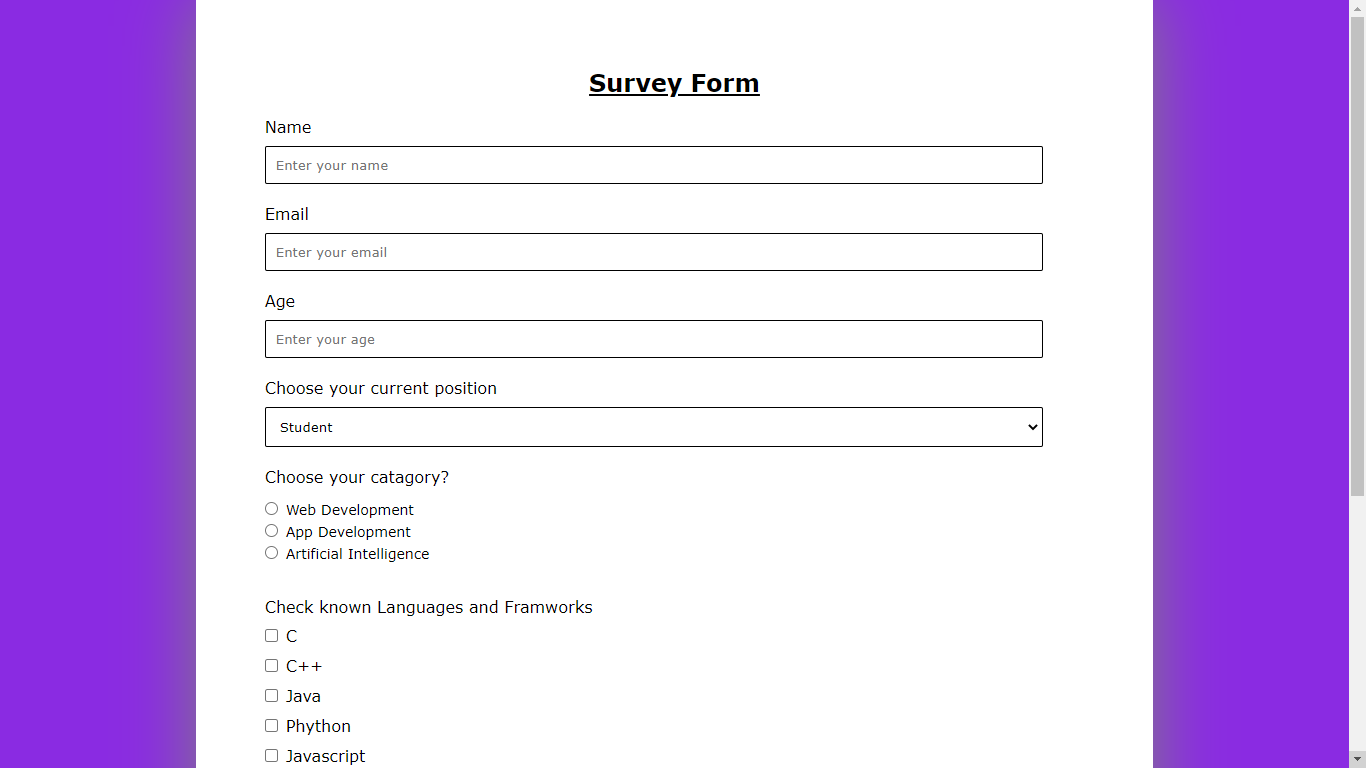 Survey Form
Name
Enter your name
Email
Enter your email
Age
Enter your age
Choose your current position
Student
Choose your catagory?
Web Development
App Development
Artificial Intelligence
Check known Languages and Framworks
C
C++
Java
Phython
Javascript